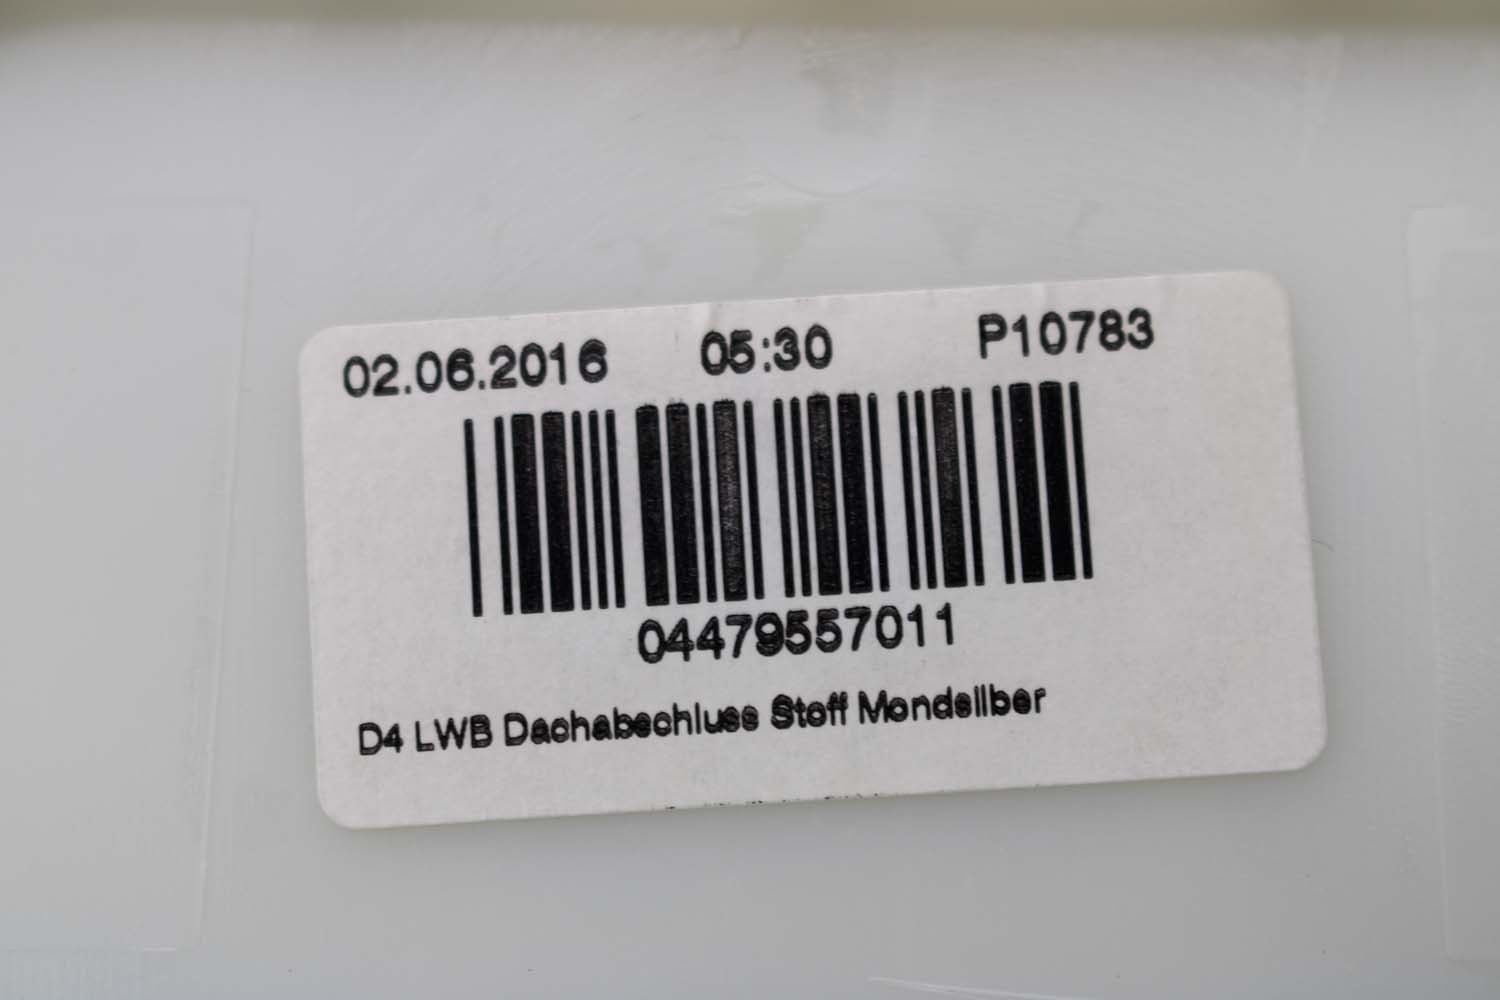 02.06.2016 05:30 P10783
04479557011
D4 LWB Dachabschluss Stoff Mondsilber